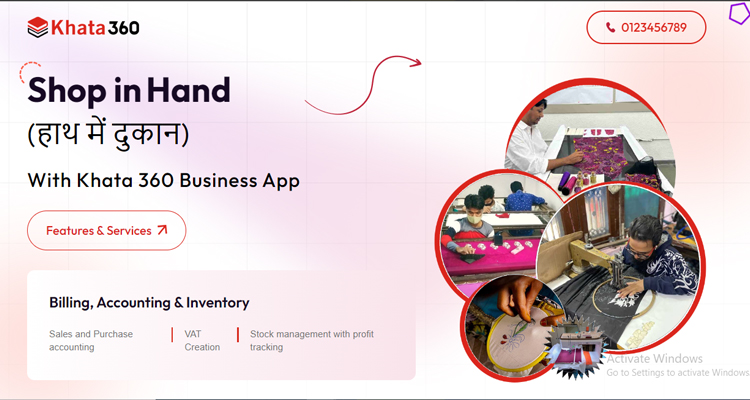 Khata 360
0123456789
Shop in Hand
(हाथ में दुकान)
With Khata 360 Business App
Features & Services
Billing, Accounting & Inventory
Sales and Purchase
accounting
VAT
Creation
Stock management with profit
tracking
Activate Windows
Go to Settings to activate Windows